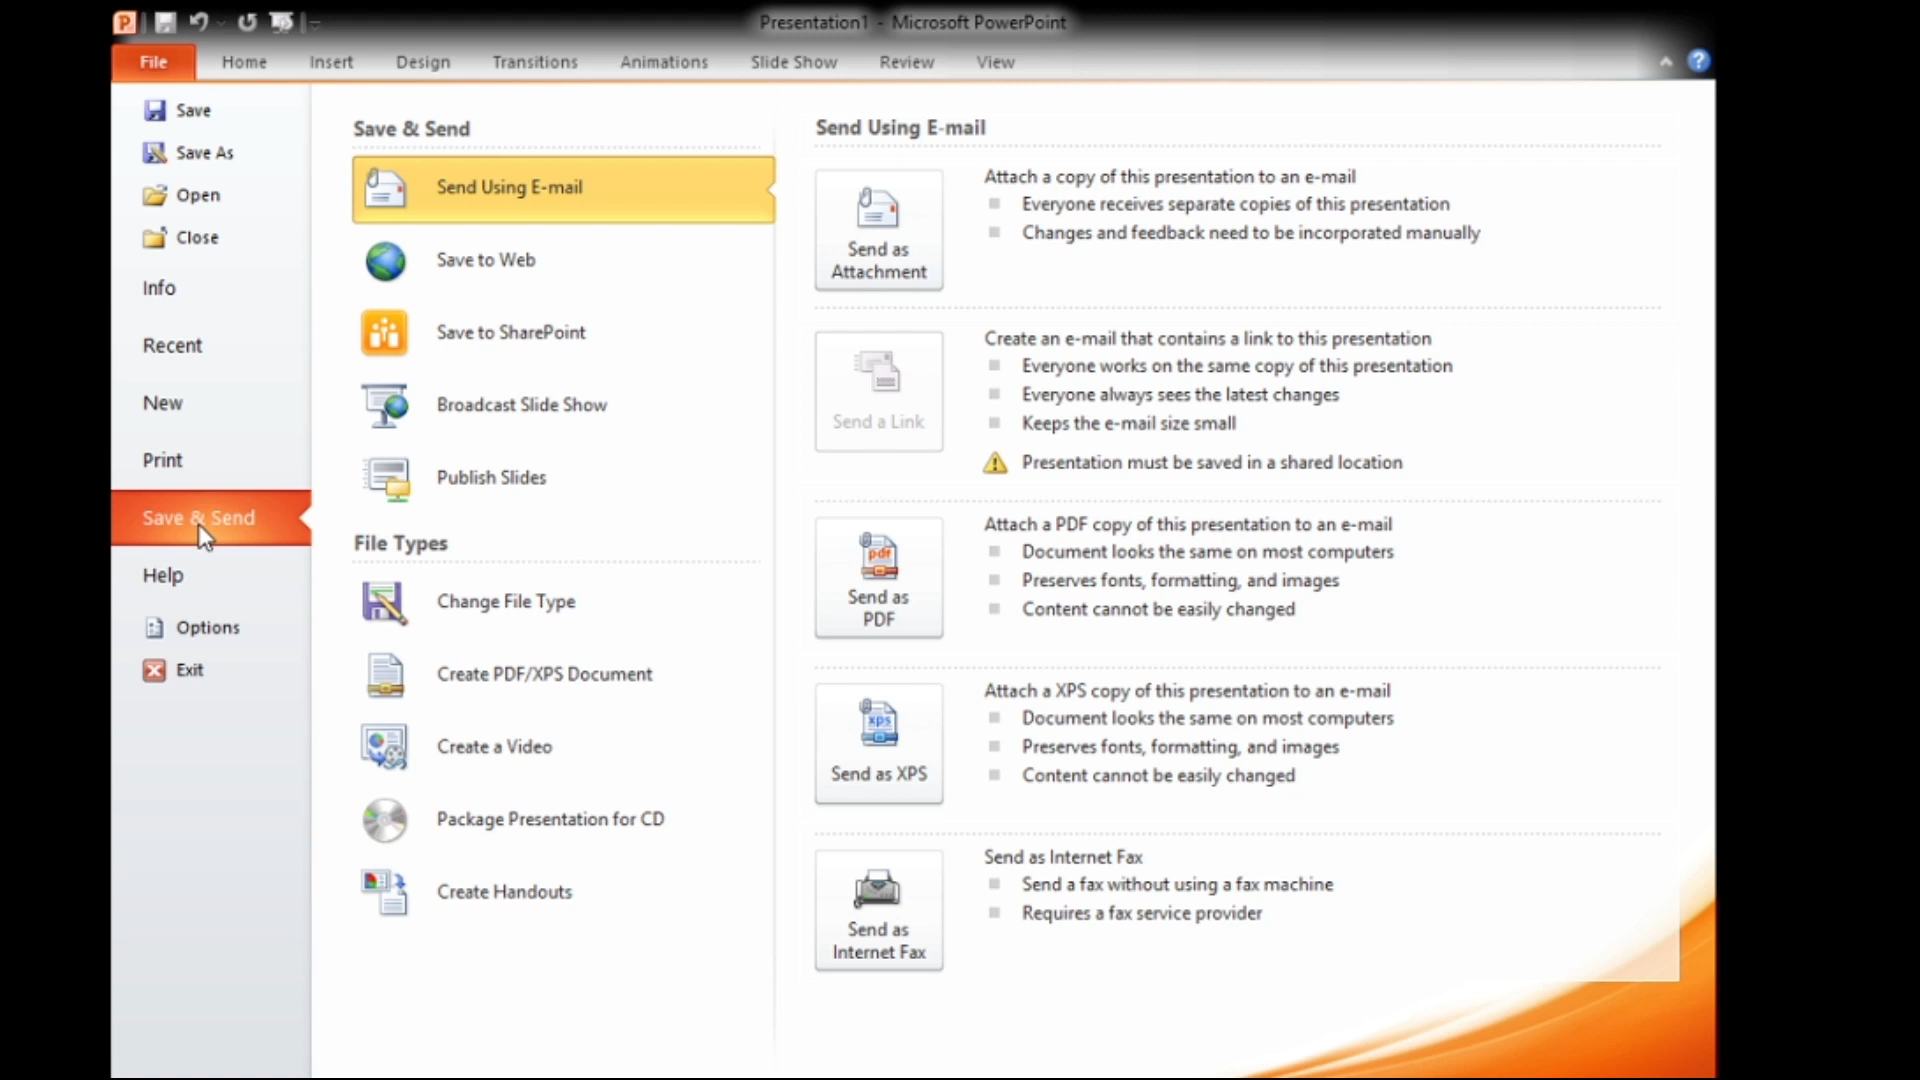 Presentation1 - Microsoft PowerPoint
File Home Insert Design Transitions Animations Slide Show Review View
Save
Save As
Open
Close
Info
Recent
New
Print
Save & Send
Help
Options
Exit
Save & Send
Send Using E-mail
Save to Web
Save to SharePoint
Broadcast Slide Show
Publish Slides
File Types
Change File Type
Create PDF/XPS Document
Create a Video
Package Presentation for CD
Create Handouts
Send Using E-mail
Send as
Attachment
Attach a copy of this presentation to an e-mail
Everyone receives separate copies of this presentation
Changes and feedback need to be incorporated manually
Send a Link
Create an e-mail that contains a link to this presentation
Everyone works on the same copy of this presentation
Everyone always sees the latest changes
Keeps the e-mail size small
Presentation must be saved in a shared location
pdf
Send as
PDF
Attach a PDF copy of this presentation to an e-mail
Document looks the same on most computers
Preserves fonts, formatting, and images
Content cannot be easily changed
xps
Send as XPS
Attach a XPS copy of this presentation to an e-mail
Document looks the same on most computers
Preserves fonts, formatting, and images
Content cannot be easily changed
Send as
Internet Fax
Send as Internet Fax
Send a fax without using a fax machine
Requires a fax service provider